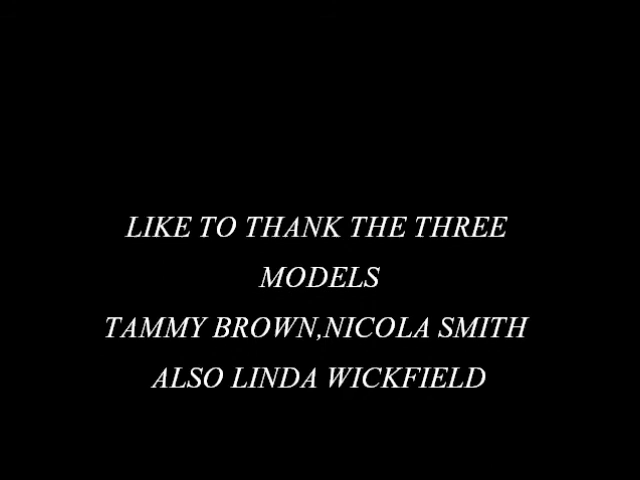 LIKE TO THANK THE THREE
MODELS
TAMMY BROWN,NICOLA SMITH
ALSO LINDA WICKFIELD